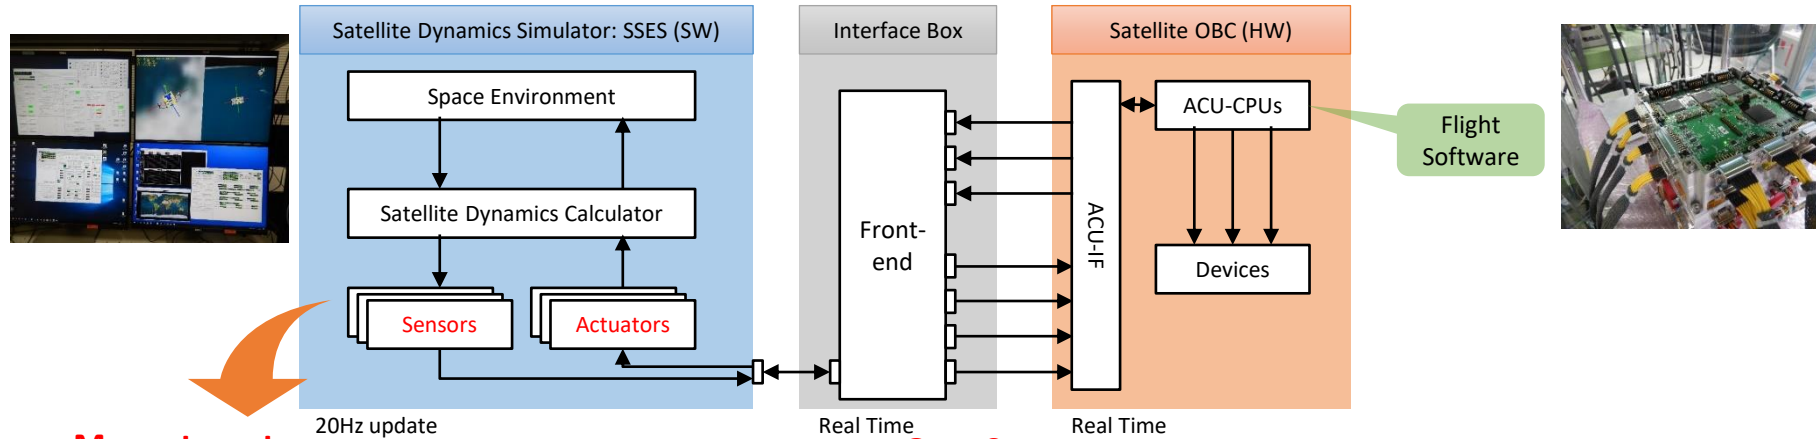 Satellite Dynamics Simulator: SSES (SW)
Interface Box
Satellite OBC (HW)
Space Environment
Satellite Dynamics Calculator
Sensors
Actuators
Front-
end
ACU-IF
ACU-CPUs
Devices
Flight
Software
20Hz update
Real Time
Real Time